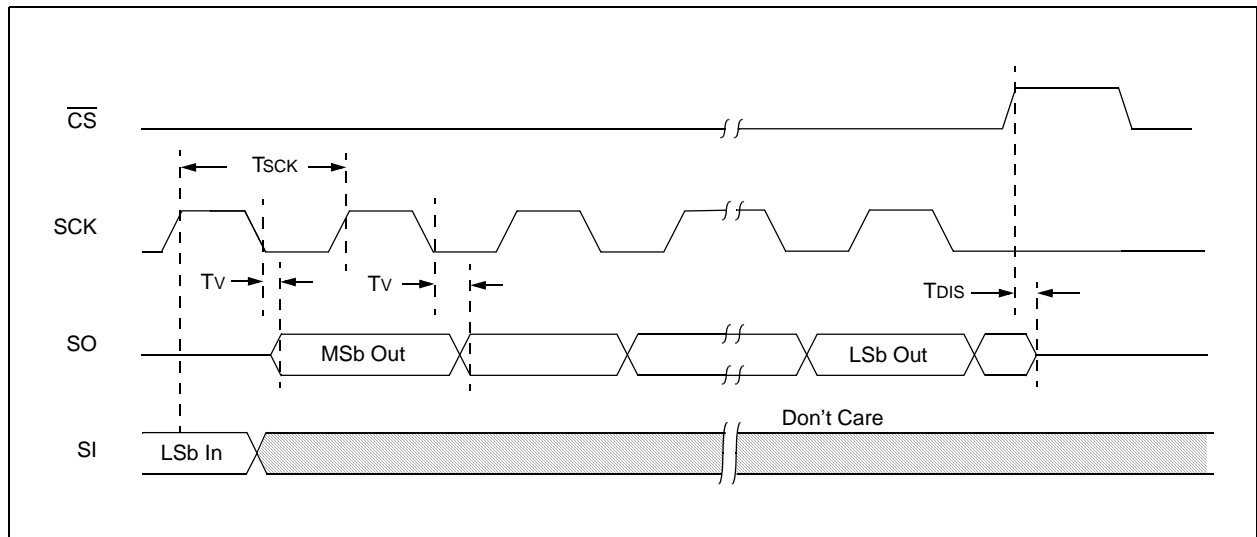 CS
TSCK
SCK
TV
TV
TDIS
SO
MSb Out
LSb Out
Don't Care
SI
LSb In